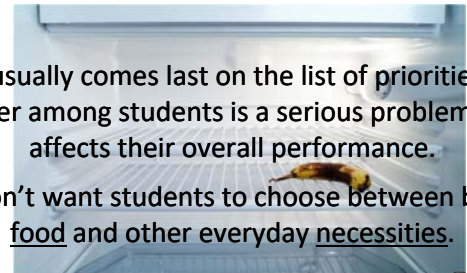 usually comes last on the list of priorities
er among students is a serious problem
affects their overall performance.
on't want students to choose between b
food and other everyday necessities.